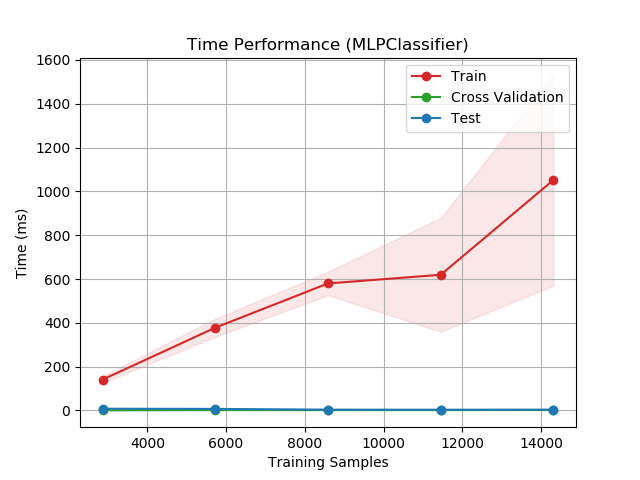 Time Performance (MLPClassifier)
Train
Cross Validation
Test
Time (ms)
1600
1400
1200
1000
800
600
400
200
0
4000 6000 8000 10000 12000 14000
Training Samples